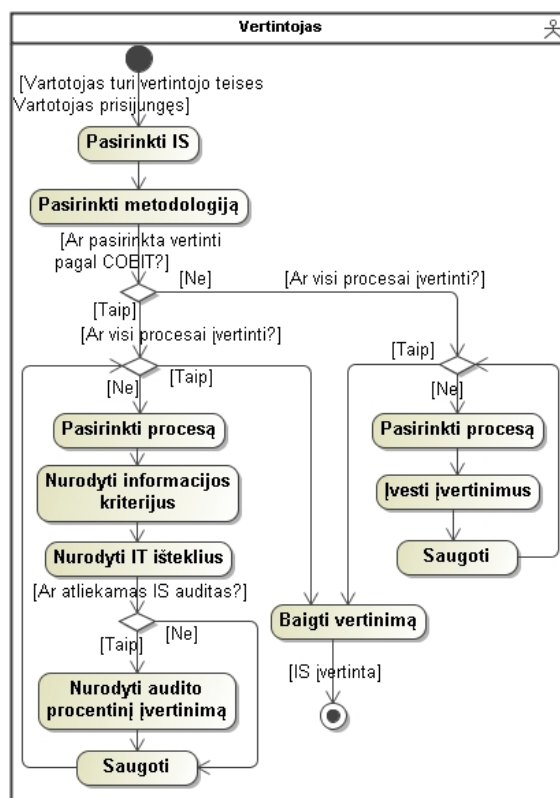 Vertintojas
[Vartotojas turi vertintojo teises
Vartotojas prisijungęs]
Pasirinkti IS
Pasirinkti metodologiją
[Ar pasirinkta vertinti
pagal COBIT?]
[Ne]
[Ar visi procesai įvertinti?]
[Taip]
[Ar visi procesai įvertinti?]
[Taip]
[Ne]
[Taip]
[Ne]
Pasirinkti procesą
Pasirinkti procesą
Nurodyti informacijos
kriterijus
Įvesti įvertinimus
Nurodyti IT išteklius
Saugoti
[Ar atliekamas IS auditas?]
Baigti vertinimą
[Ne]
[Taip]
[IS įvertinta]
Nurodyti audito
procentinį įvertinimą
Saugoti